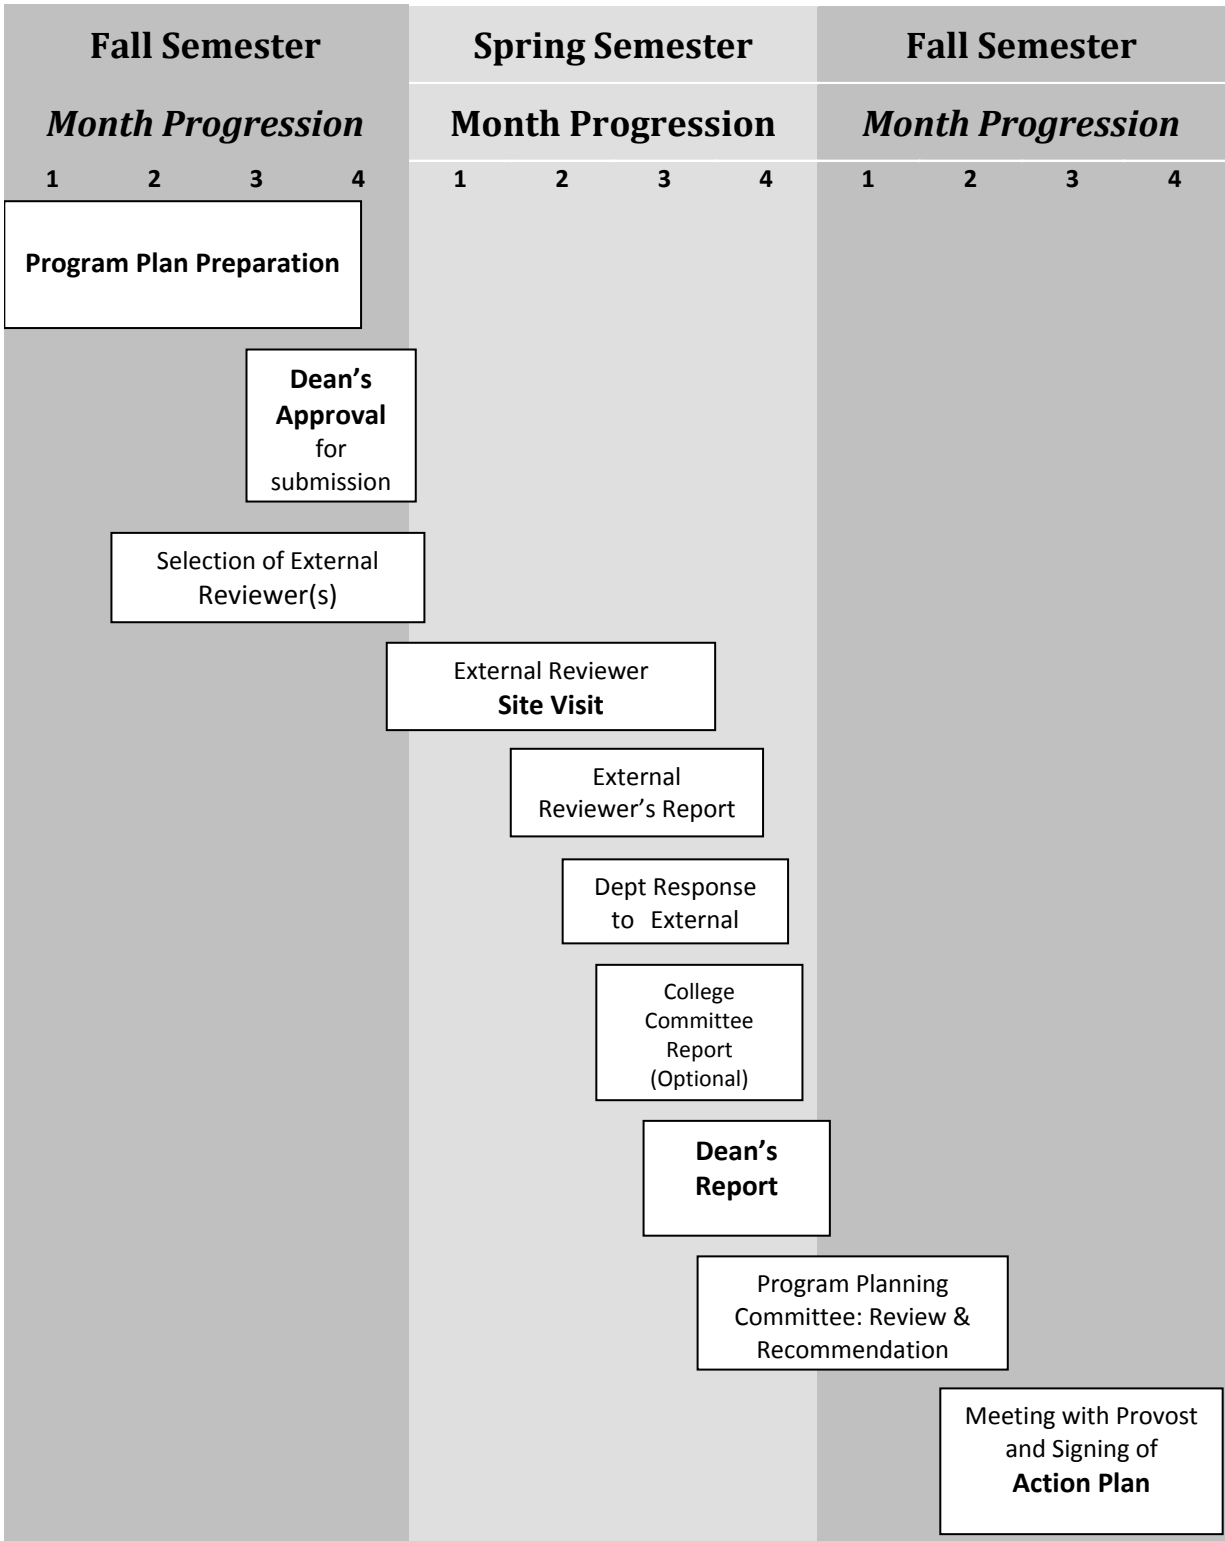 Fall Semester Spring Semester Fall Semester
Month Progression Month Progression Month Progression
1 2 3 4 1 2 3 4 1 2 3 4
Program Plan Preparation
Dean’s
Approval
for
submission
Selection of External
Reviewer(s)
External Reviewer
Site Visit
External
Reviewer’s Report
Dept Response
to External
College
Committee
Report
(Optional)
Dean’s
Report
Program Planning
Committee: Review &
Recommendation
Meeting with Provost
and Signing of
Action Plan